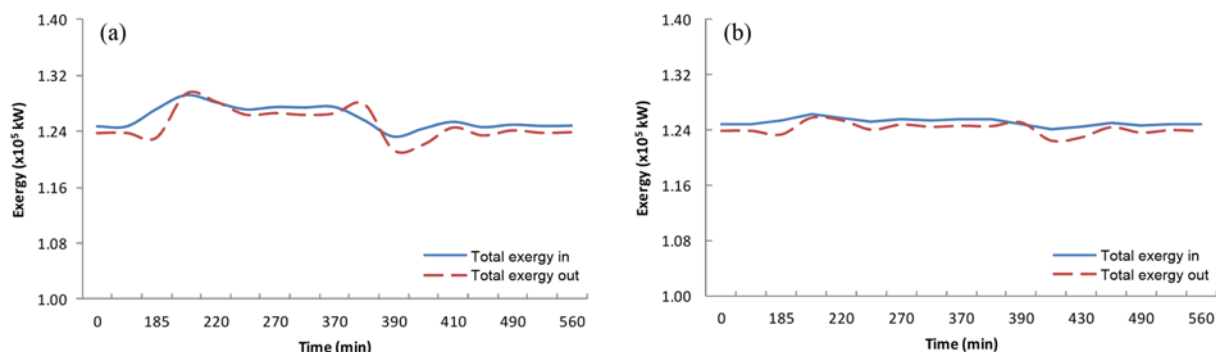 (a)
Exergy (x10⁵ kW)
1.40
1.32
1.24
1.16
1.08
1.00
Total exergy in
Total exergy out
0 185 220 270 370 390 410 490 560
Time (min)
(b)
Exergy (x10⁵ kW)
1.40
1.32
1.24
1.16
1.08
1.00
Total exergy in
Total exergy out
0 185 220 270 370 390 430 490 560
Time (min)